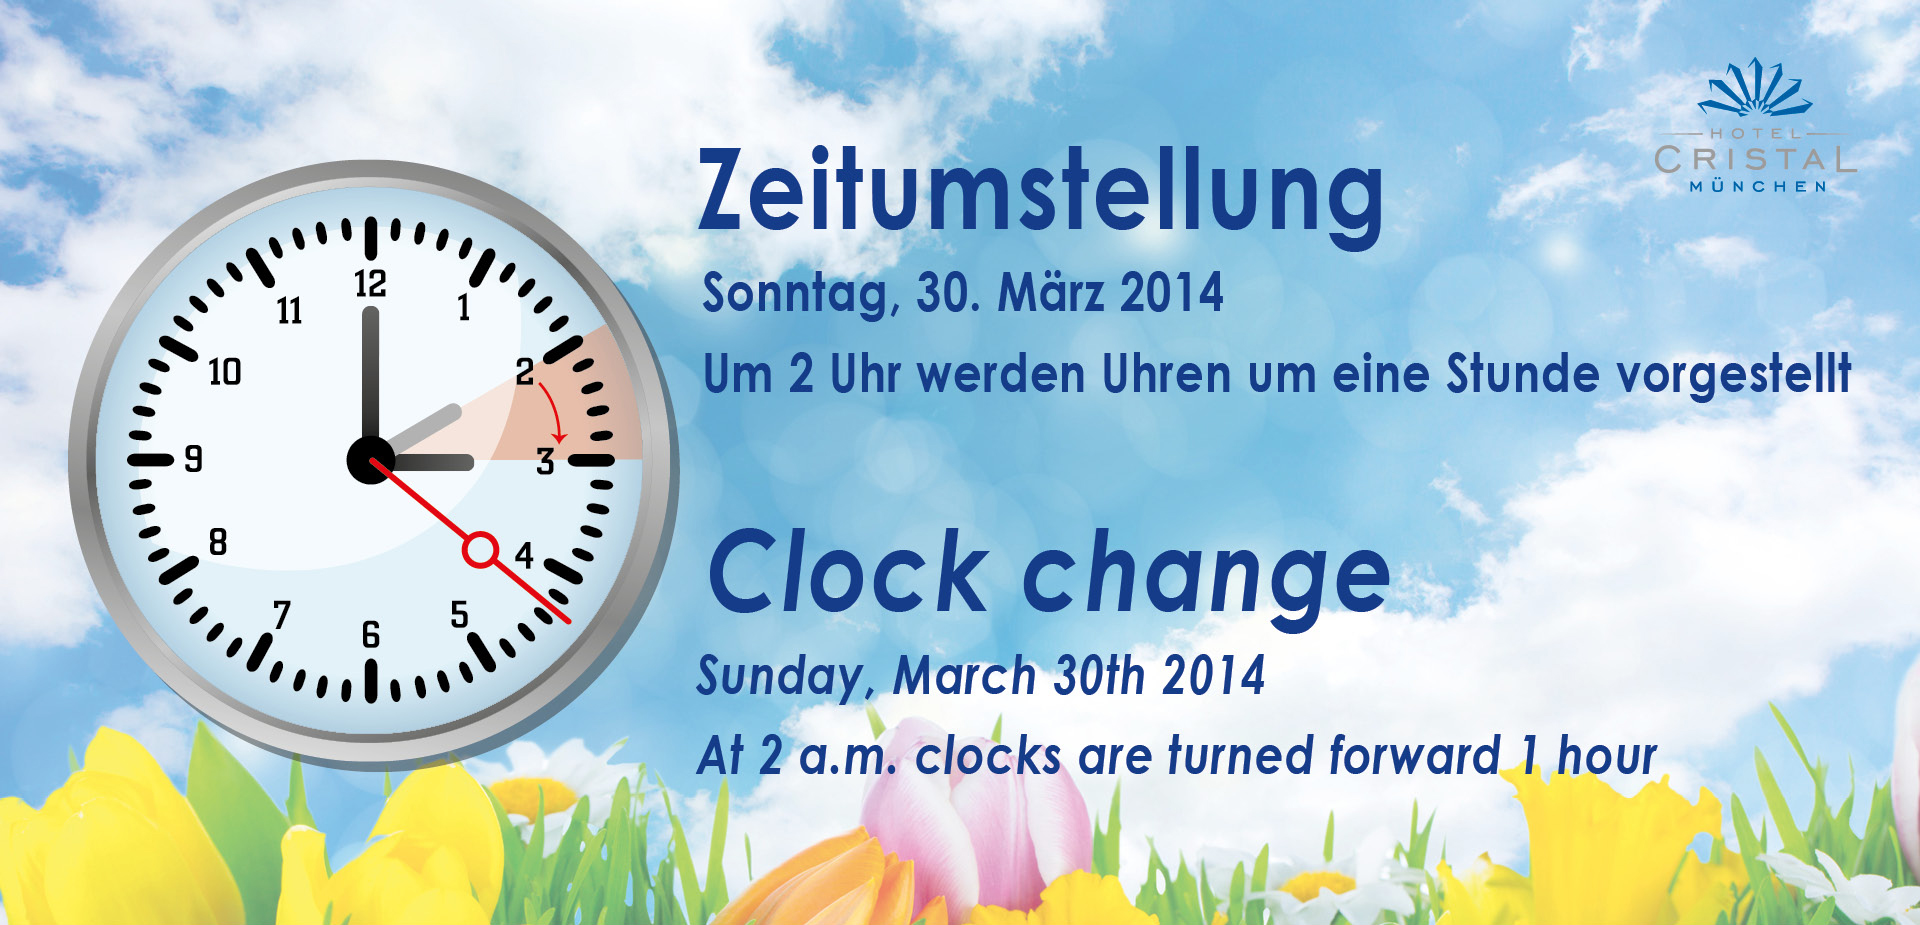 HOTEL
CRISTAL
MÜNCHEN
Zeitumstellung
Sonntag, 30. März 2014
Um 2 Uhr werden Uhren um eine Stunde vorgestellt
Clock change
Sunday, March 30th 2014
At 2 a.m. clocks are turned forward 1 hour
12
1
2
3
4
5
6
7
8
9
10
11